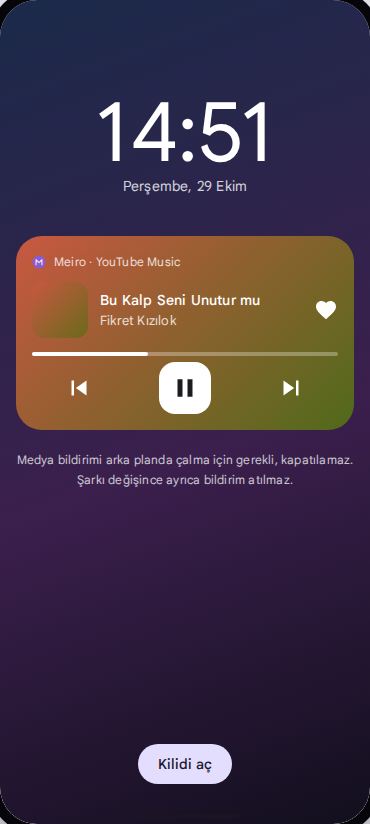 14:51
Perşembe, 29 Ekim
M
Meiro · YouTube Music
Bu Kalp Seni Unutur mu
Fikret Kızılok
Medya bildirimi arka planda çalma için gerekli, kapatılamaz.
Şarkı değişince ayrıca bildirim atılmaz.
Kilidi aç